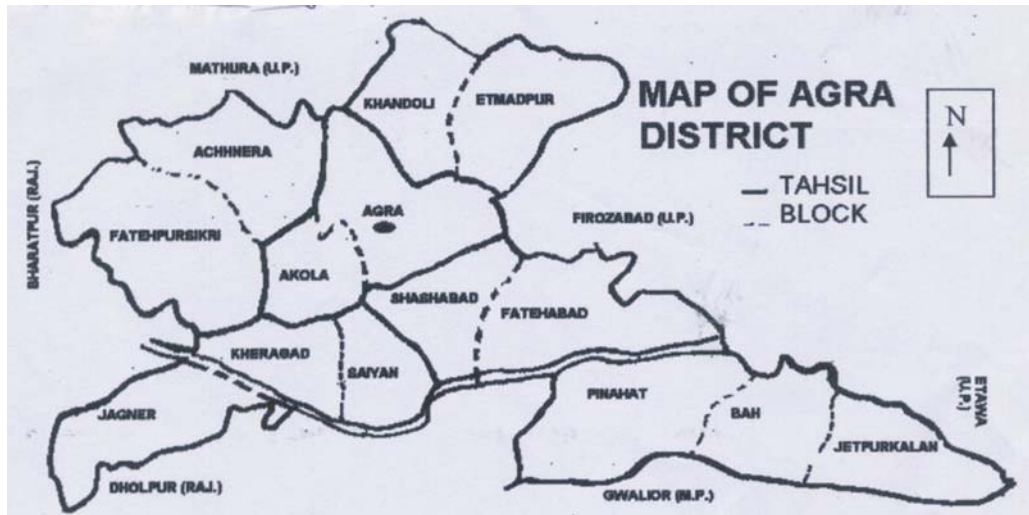 MAP OF AGRA
DISTRICT
N
TAHSIL
BLOCK
MATHURA (U.P.)
KHANDOLI
ETMADPUR
ACHHNERA
BHARATPUR (RAJ.)
FATEHPURSIKRI
AGRA
FIROZABAD (U.P.)
AKOLA
SHASHABAD
FATEHABAD
KHERAGAD
SAIYAN
JAGNER
PINAHAT
BAH
JETPURKALAN
ETAWA
(U.P.)
DHOLPUR (RAJ.)
GWALIOR (M.P.)